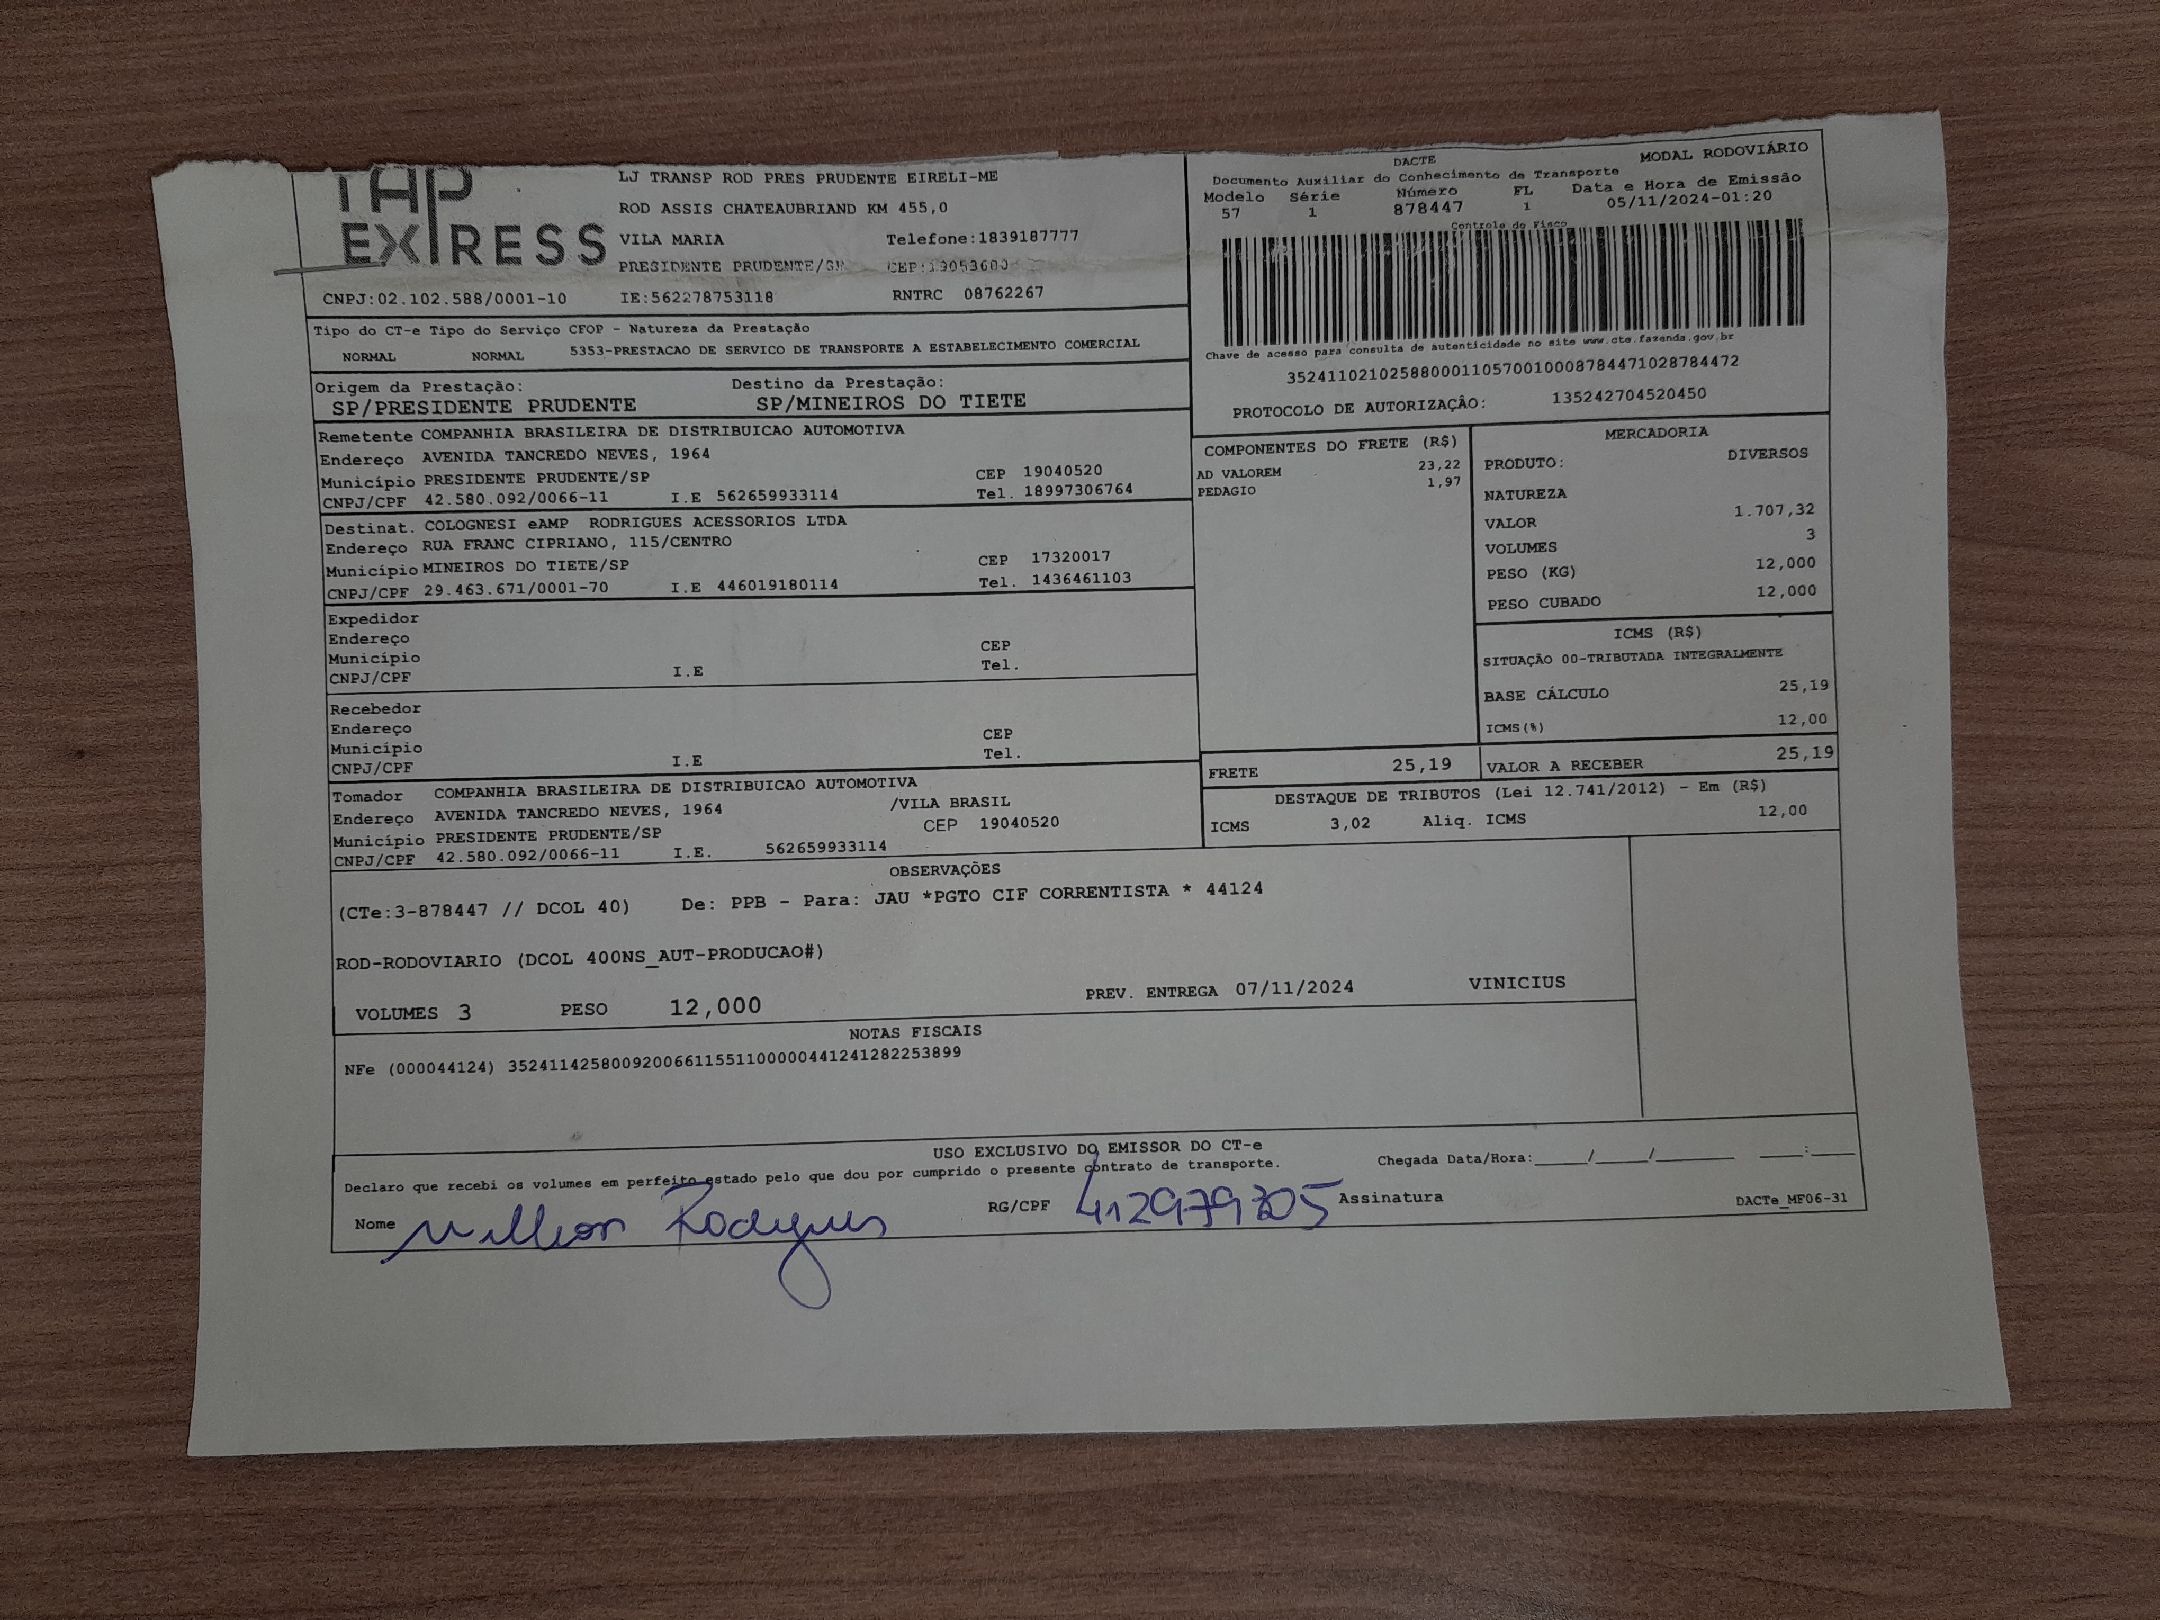 TAP
EXPRESS
LJ TRANSP ROD PRES PRUDENTE EIRELI-ME
ROD ASSIS CHATEAUBRIAND KM 455,0
VILA MARIA Telefone:1839187777
PRESIDENTE PRUDENTE/SP CEP:19053600
CNPJ:02.102.588/0001-10 IE:562278753118 RNTRC 08762267
DACTE MODAL RODOVIÁRIO
Documento Auxiliar do Conhecimento de Transporte
Modelo Série Número FL Data e Hora de Emissão
57 1 878447 1 05/11/2024-01:20
Controle do Fisco
Chave de acesso para consulta de autenticidade no site www.cte.fazenda.gov.br
35241102102588000110570010008784471028784472
PROTOCOLO DE AUTORIZAÇÂO: 135242704520450
Tipo do CT-e Tipo do Serviço CFOP - Natureza da Prestação
NORMAL NORMAL 5353-PRESTACAO DE SERVICO DE TRANSPORTE A ESTABELECIMENTO COMERCIAL
Origem da Prestação: Destino da Prestação:
SP/PRESIDENTE PRUDENTE SP/MINEIROS DO TIETE
Remetente COMPANHIA BRASILEIRA DE DISTRIBUICAO AUTOMOTIVA
Endereço AVENIDA TANCREDO NEVES, 1964
Município PRESIDENTE PRUDENTE/SP CEP 19040520
CNPJ/CPF 42.580.092/0066-11 I.E 562659933114 Tel. 18997306764
Destinat. COLOGNESI eAMP RODRIGUES ACESSORIOS LTDA
Endereço RUA FRANC CIPRIANO, 115/CENTRO
Município MINEIROS DO TIETE/SP CEP 17320017
CNPJ/CPF 29.463.671/0001-70 I.E 446019180114 Tel. 1436461103
Expedidor
Endereço
Município CEP
CNPJ/CPF I.E Tel.
Recebedor
Endereço
Município CEP
CNPJ/CPF I.E Tel.
Tomador COMPANHIA BRASILEIRA DE DISTRIBUICAO AUTOMOTIVA
Endereço AVENIDA TANCREDO NEVES, 1964 /VILA BRASIL
Município PRESIDENTE PRUDENTE/SP CEP 19040520
CNPJ/CPF 42.580.092/0066-11 I.E. 562659933114
COMPONENTES DO FRETE (R$)
AD VALOREM 23,22
PEDAGIO 1,97
MERCADORIA
PRODUTO: DIVERSOS
NATUREZA
VALOR 1.707,32
VOLUMES 3
PESO (KG) 12,000
PESO CUBADO 12,000
ICMS (R$)
SITUAÇÃO 00-TRIBUTADA INTEGRALMENTE
BASE CÁLCULO 25,19
ICMS(%) 12,00
FRETE 25,19 VALOR A RECEBER 25,19
DESTAQUE DE TRIBUTOS (Lei 12.741/2012) - Em (R$)
ICMS 3,02 Aliq. ICMS 12,00
OBSERVAÇÕES
(CTe:3-878447 // DCOL 40) De: PPB - Para: JAU *PGTO CIF CORRENTISTA * 44124
ROD-RODOVIARIO (DCOL 400NS_AUT-PRODUCAO#)
VOLUMES 3 PESO 12,000 PREV. ENTREGA 07/11/2024 VINICIUS
NOTAS FISCAIS
NFe (000044124) 35241142580092006611551100000441241282253899
USO EXCLUSIVO DO EMISSOR DO CT-e
Declaro que recebi os volumes em perfeito estado pelo que dou por cumprido o presente contrato de transporte. Chegada Data/Hora:____/____/______ ___:___
Nome Rodrigues RG/CPF 412979305 Assinatura DACTe_MF06-31